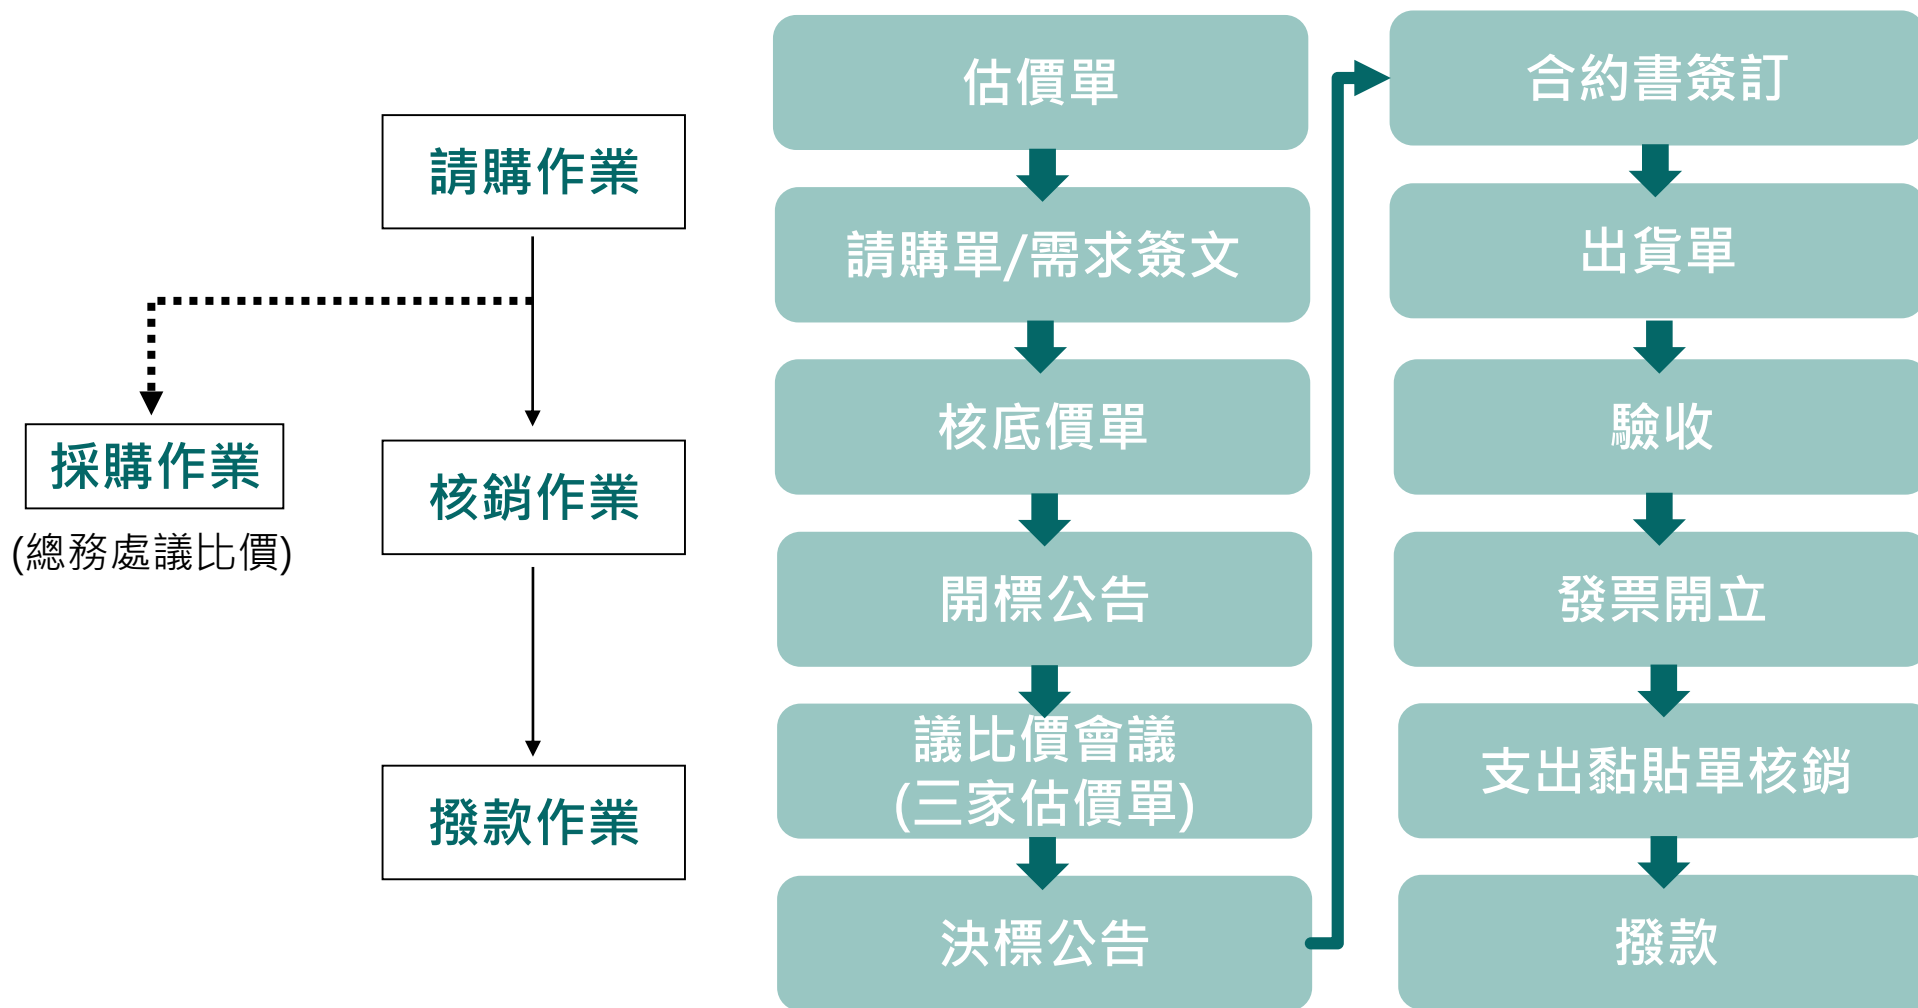 請購作業
採購作業
(總務處議比價)
核銷作業
撥款作業
估價單
請購單/需求簽文
核底價單
開標公告
議比價會議
(三家估價單)
決標公告
合約書簽訂
出貨單
驗收
發票開立
支出黏貼單核銷
撥款